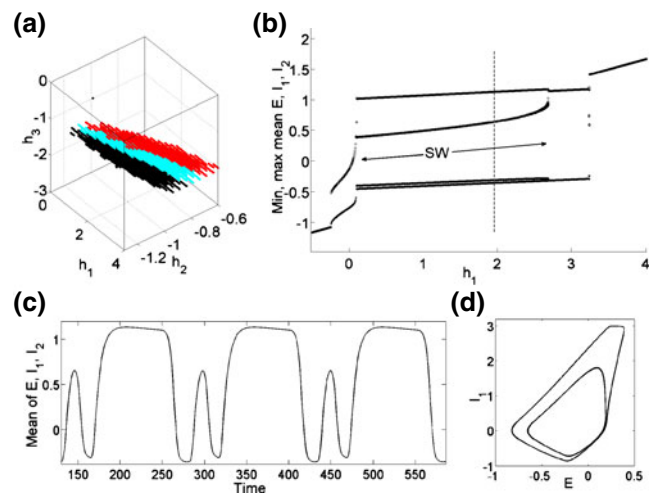 (a)
h3
0
-1
-2
-3
0
2
4
h1
-1.2
-1
-0.8
-0.6
h2
(b)
Min, max mean E, I1, I2
2
1.5
1
0.5
0
-0.5
-1
SW
0
1
2
3
4
h1
(c)
Mean of E, I1, I2
1
0.5
0
150 200 250 300 350 400 450 500 550
Time
(d)
I1
3
2
1
0
-1
-1 -0.5 0 0.5
E